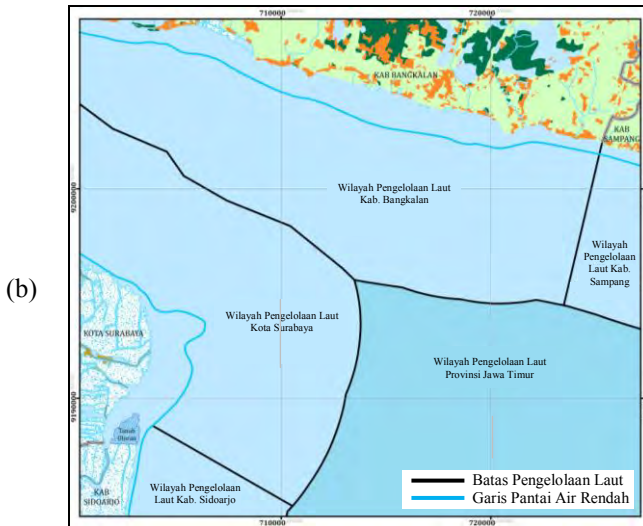 (b)
710000
720000
KAB BANGKALAN
KAB
SAMPANG
9200000
Wilayah Pengelolaan Laut
Kab. Bangkalan
Wilayah
Pengelolaan
Laut Kab.
Sampang
KOTA SURABAYA
Wilayah Pengelolaan Laut
Kota Surabaya
Wilayah Pengelolaan Laut
Provinsi Jawa Timur
9190000
Wilayah Pengelolaan
Laut Kab. Sidoarjo
KAB
SIDOARJO
Batas Pengelolaan Laut
Garis Pantai Air Rendah
710000
720000